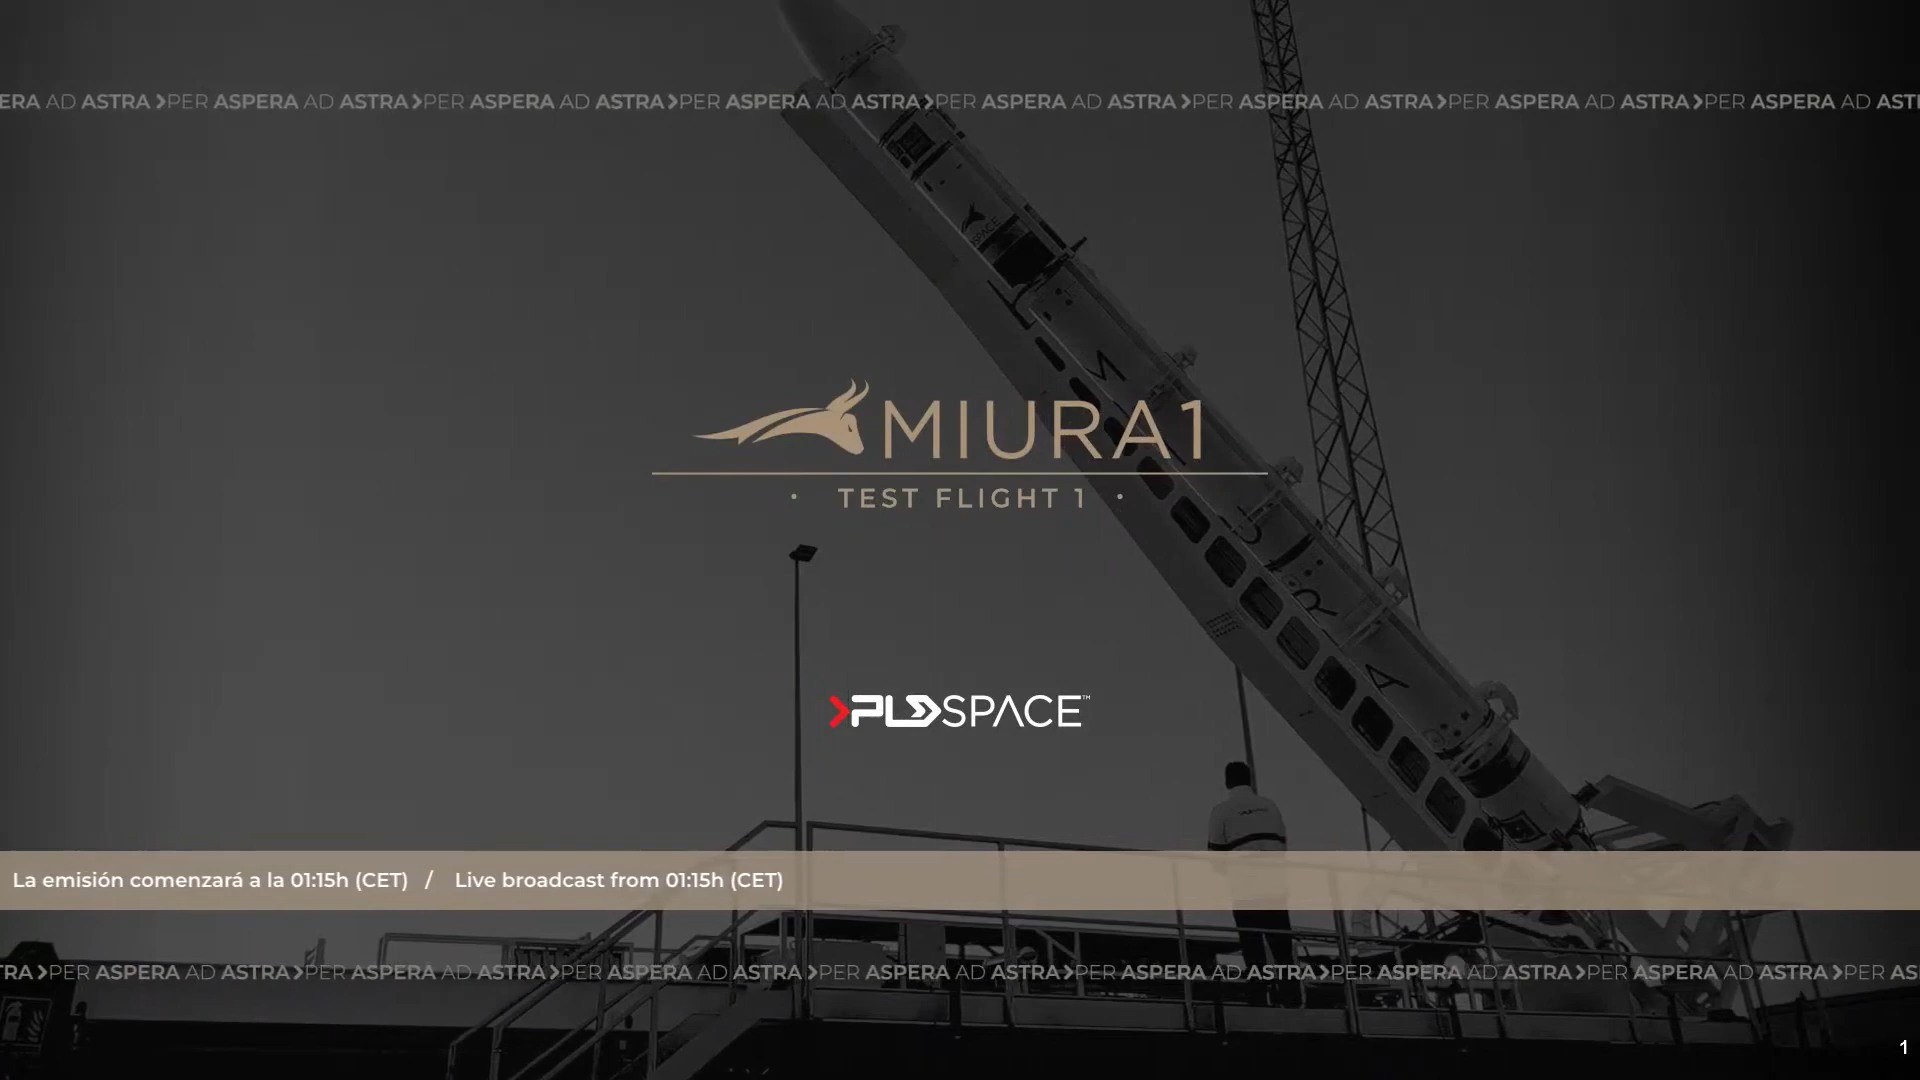 ERA AD ASTRA PER ASPERA AD ASTRA PER ASPERA AD ASTRA PER ASPERA AD ASTRA PER ASPERA AD ASTRA PER ASPERA AD ASTRA PER ASPERA AD ASTRA PER ASPERA AD AST
SPACE
MIURA
MIURA1
· TEST FLIGHT 1 ·
PLD SPACE™
La emisión comenzará a la 01:15h (CET) / Live broadcast from 01:15h (CET)
TRA PER ASPERA AD ASTRA PER ASPERA AD ASTRA PER ASPERA AD ASTRA PER ASPERA AD ASTRA PER ASPERA AD ASTRA PER ASPERA AD ASTRA PER ASPERA AD ASTRA PER AS
1